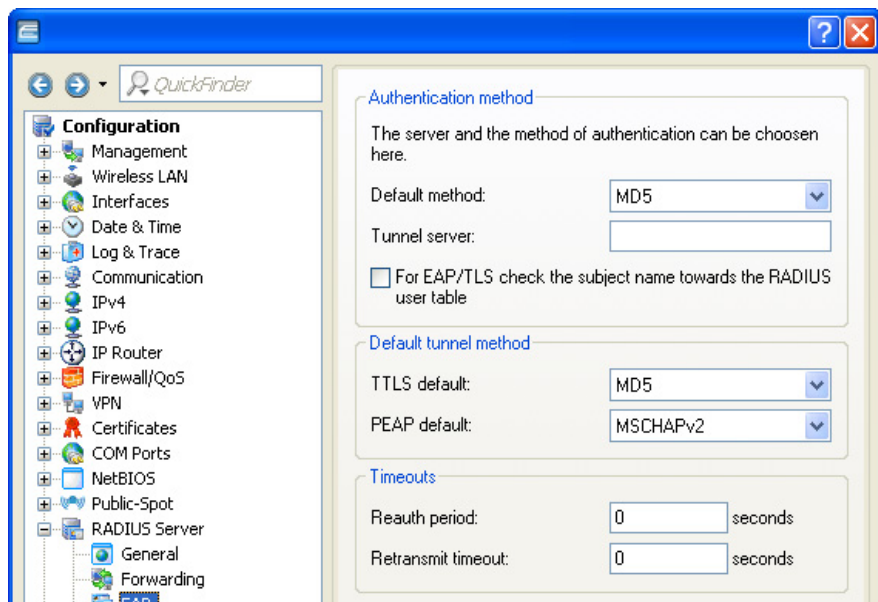 ?
QuickFinder
Configuration
Management
Wireless LAN
Interfaces
Date & Time
Log & Trace
Communication
IPv4
IPv6
IP Router
Firewall/QoS
VPN
Certificates
COM Ports
NetBIOS
Public-Spot
RADIUS Server
General
Forwarding
EAP
Authentication method
The server and the method of authentication can be choosen
here.
Default method: MD5
Tunnel server:
For EAP/TLS check the subject name towards the RADIUS
user table
Default tunnel method
TTLS default: MD5
PEAP default: MSCHAPv2
Timeouts
Reauth period: 0 seconds
Retransmit timeout: 0 seconds